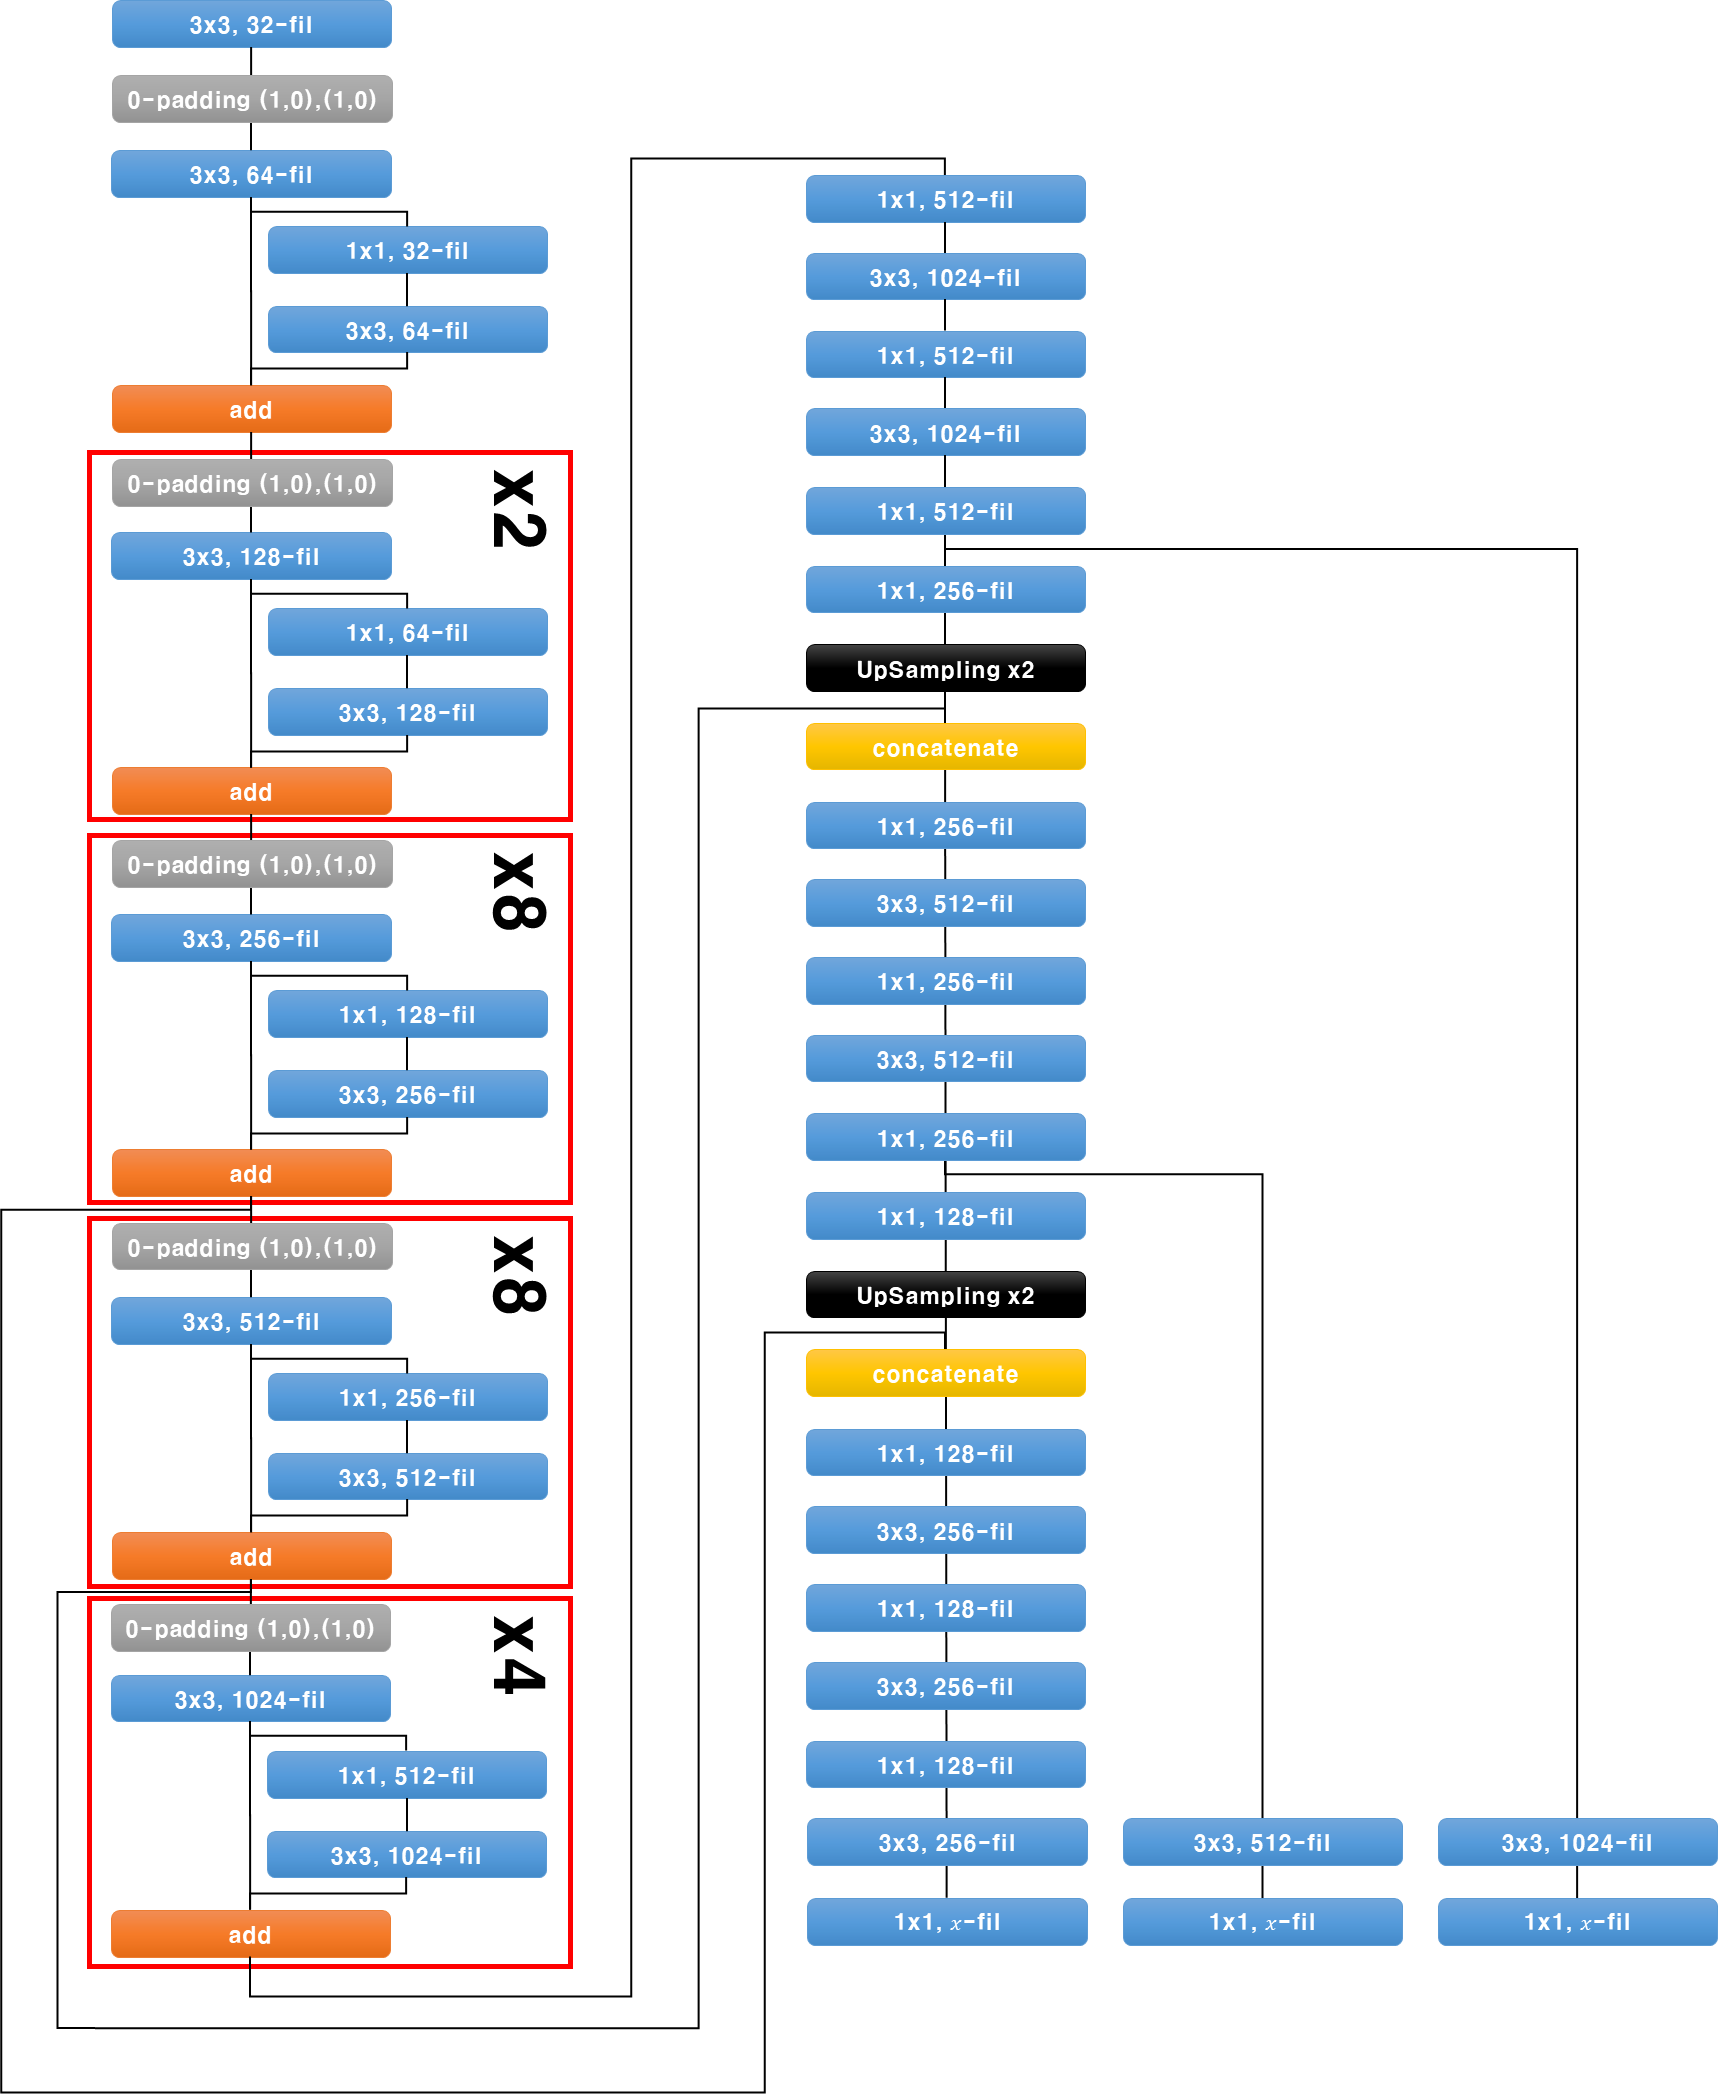 3x3, 32-fil
0-padding (1,0),(1,0)
3x3, 64-fil
1x1, 32-fil
3x3, 64-fil
add
x2
0-padding (1,0),(1,0)
3x3, 128-fil
1x1, 64-fil
3x3, 128-fil
add
x8
0-padding (1,0),(1,0)
3x3, 256-fil
1x1, 128-fil
3x3, 256-fil
add
x8
0-padding (1,0),(1,0)
3x3, 512-fil
1x1, 256-fil
3x3, 512-fil
add
x4
0-padding (1,0),(1,0)
3x3, 1024-fil
1x1, 512-fil
3x3, 1024-fil
add
1x1, 512-fil
3x3, 1024-fil
1x1, 512-fil
3x3, 1024-fil
1x1, 512-fil
1x1, 256-fil
UpSampling x2
concatenate
1x1, 256-fil
3x3, 512-fil
1x1, 256-fil
3x3, 512-fil
1x1, 256-fil
1x1, 128-fil
UpSampling x2
concatenate
1x1, 128-fil
3x3, 256-fil
1x1, 128-fil
3x3, 256-fil
1x1, 128-fil
3x3, 256-fil
1x1, x-fil
3x3, 512-fil
1x1, x-fil
3x3, 1024-fil
1x1, x-fil